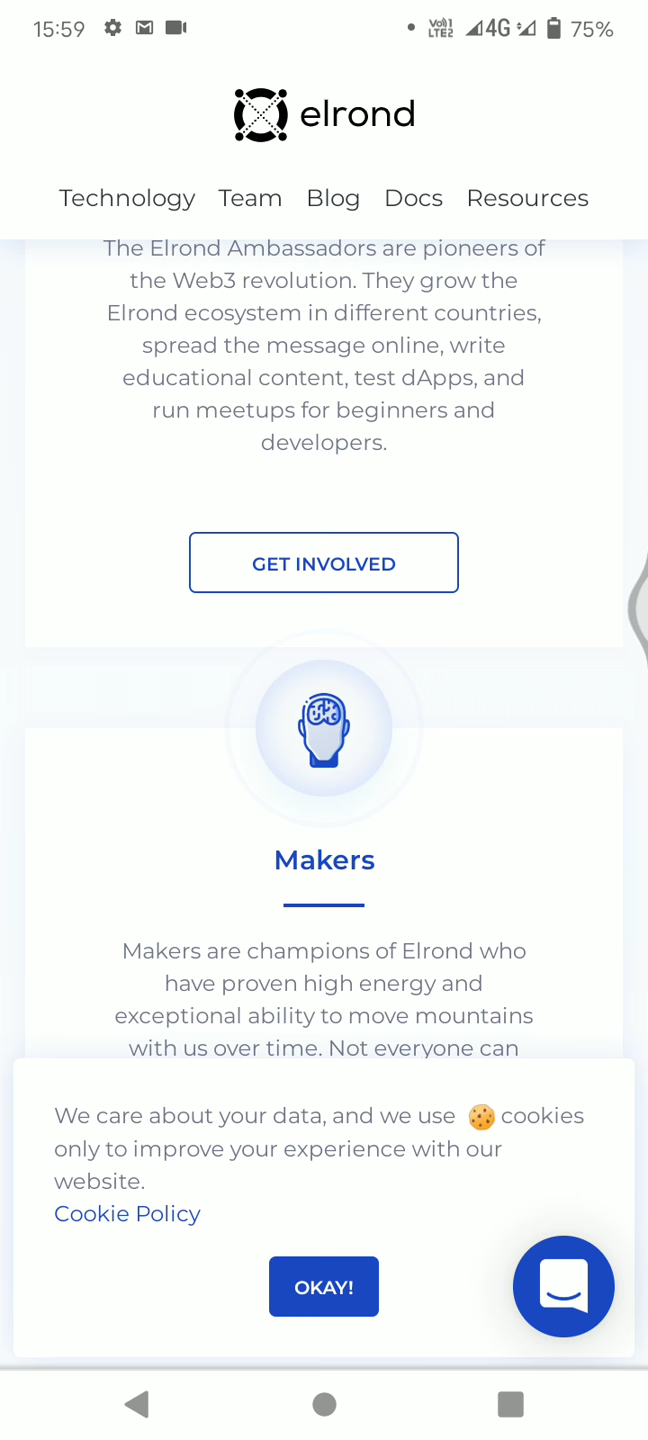 15:59
Vo) 1 LTE2 4G 75%
elrond
Technology Team Blog Docs Resources
The Elrond Ambassadors are pioneers of
the Web3 revolution. They grow the
Elrond ecosystem in different countries,
spread the message online, write
educational content, test dApps, and
run meetups for beginners and
developers.
GET INVOLVED
Makers
Makers are champions of Elrond who
have proven high energy and
exceptional ability to move mountains
with us over time. Not everyone can
We care about your data, and we use 🍪 cookies
only to improve your experience with our
website.
Cookie Policy
OKAY!